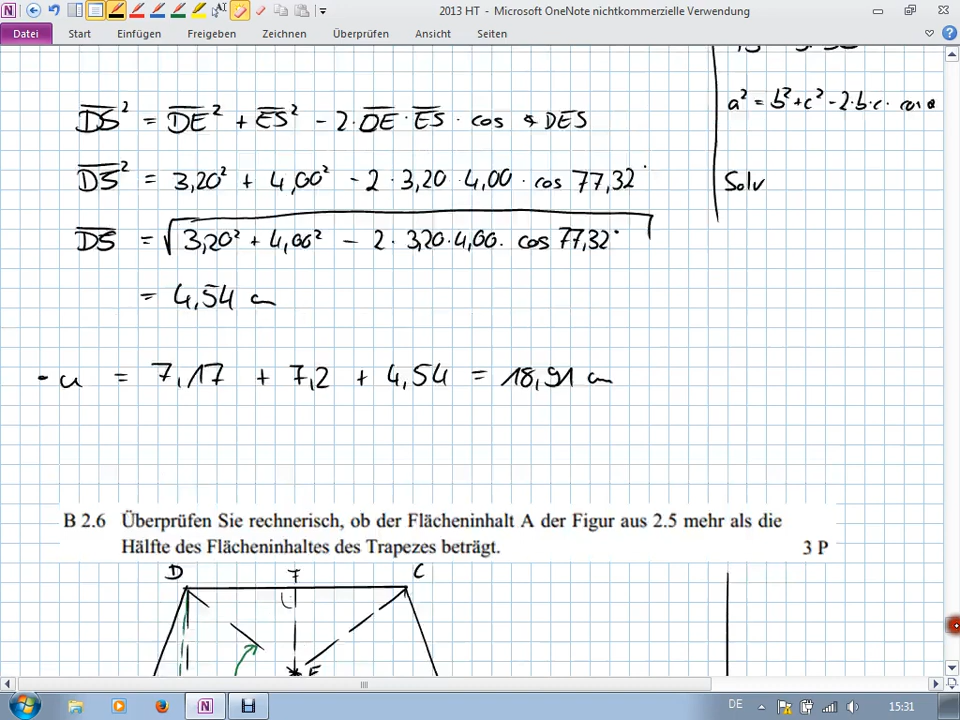 2013 HT - Microsoft OneNote nichtkommerzielle Verwendung
Datei Start Einfügen Freigeben Zeichnen Überprüfen Ansicht Seiten
a² = b² + c² - 2·b·c· cos α
DS² = DE² + ES² - 2·DE·ES · cos ∢ DES
DS² = 3,20² + 4,00² - 2 · 3,20 · 4,00 · cos 77,32°
Solv
DS = √3,20² + 4,00² - 2 · 3,20·4,00· cos 77,32°
= 4,54 cm
- u = 7,17 + 7,2 + 4,54 = 18,91 cm
B 2.6 Überprüfen Sie rechnerisch, ob der Flächeninhalt A der Figur aus 2.5 mehr als die
Hälfte des Flächeninhaltes des Trapezes beträgt. 3 P
D F C
E
DE 15:31